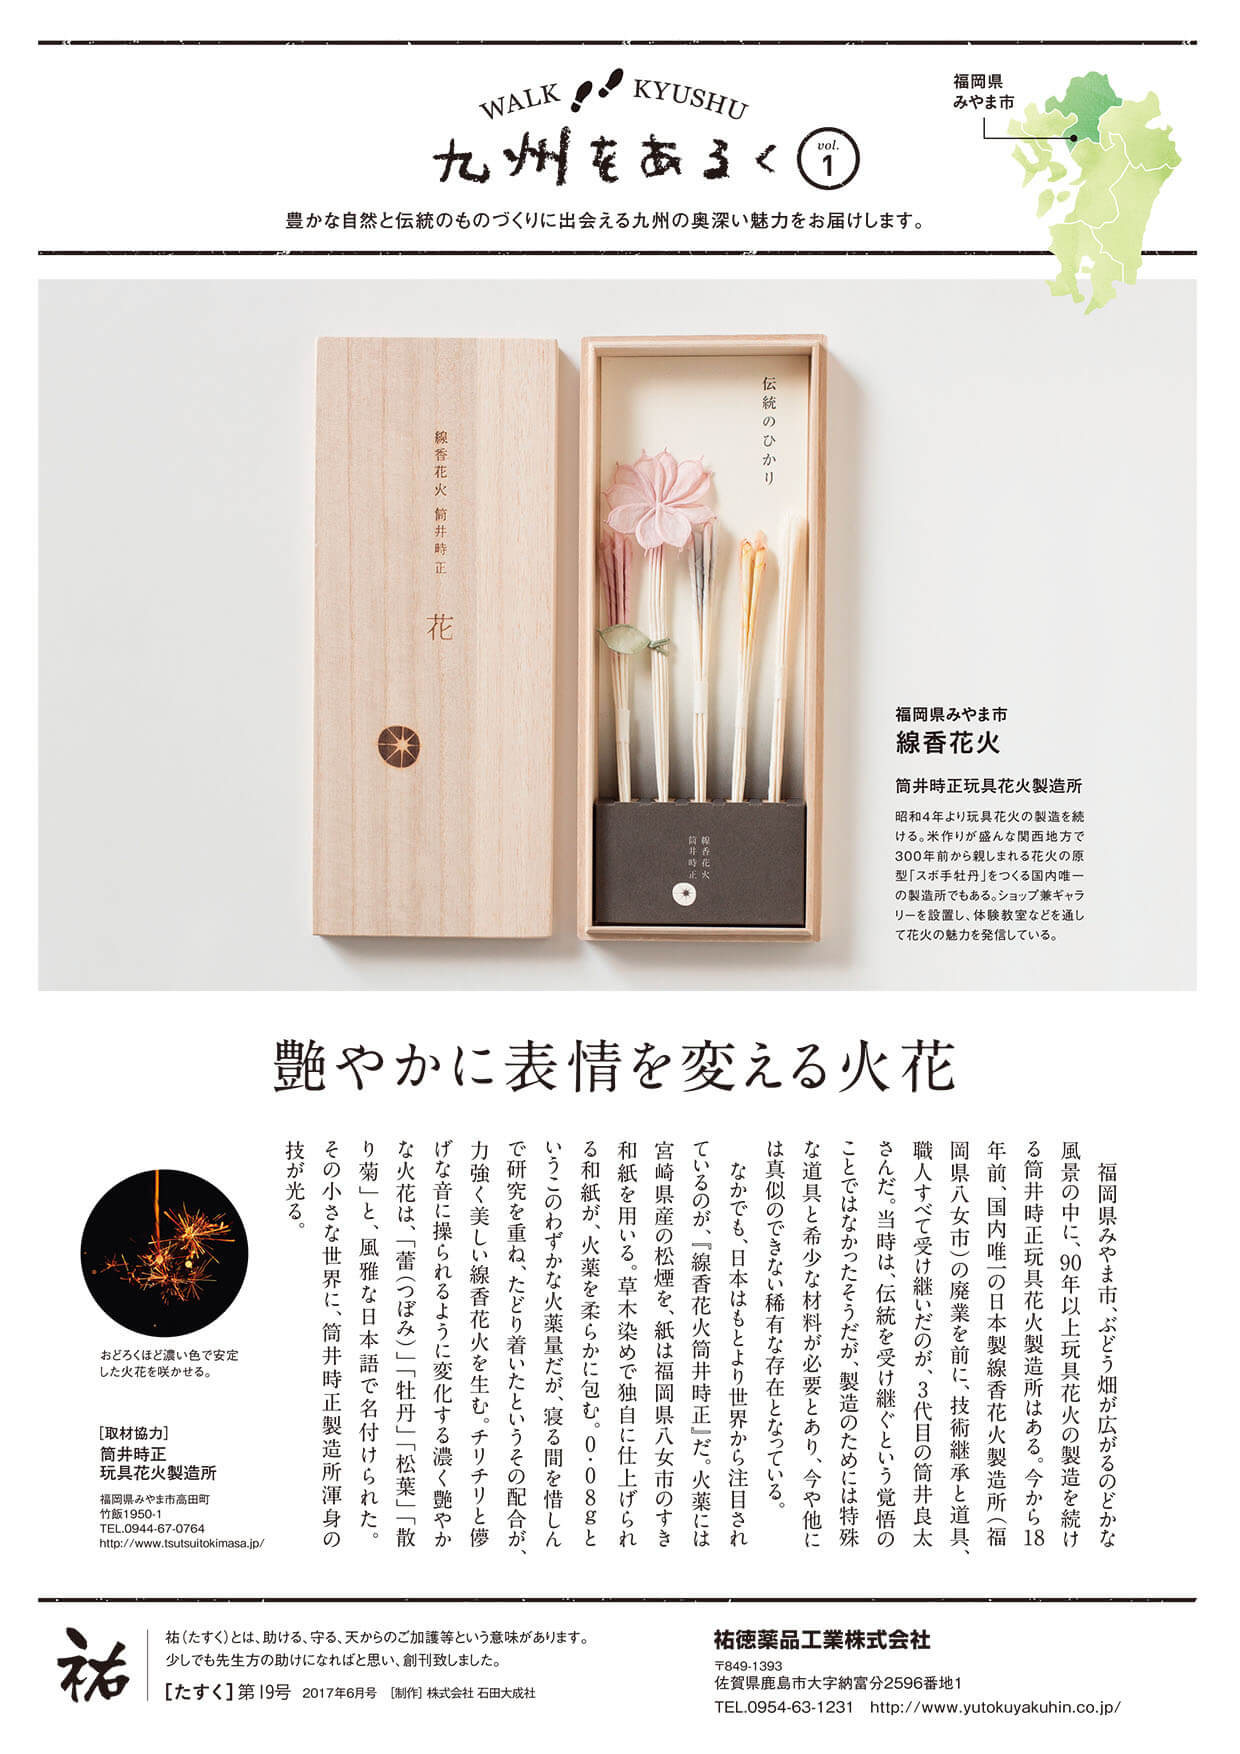 WALK KYUSHU
九州をあるく
vol.
1
豊かな自然と伝統のものづくりに出会える九州の奥深い魅力をお届けします。
福岡県
みやま市
線香花火 筒井時正 花
伝統のひかり
線香花火
筒井時正
福岡県みやま市
線香花火
筒井時正玩具花火製造所
昭和4年より玩具花火の製造を続
ける。米作りが盛んな関西地方で
300年前から親しまれる花火の原
型「スボ手牡丹」をつくる国内唯一
の製造所でもある。ショップ兼ギャラ
リーを設置し、体験教室などを通し
て花火の魅力を発信している。
艶やかに表情を変える火花
福岡県みやま市、ぶどう畑が広がるのどかな
風景の中に、90年以上玩具花火の製造を続け
る筒井時正玩具花火製造所はある。今から18
年前、国内唯一の日本製線香花火製造所（福
岡県八女市）の廃業を前に、技術継承と道具、
職人すべて受け継いだのが、3代目の筒井良太
さんだ。当時は、伝統を受け継ぐという覚悟の
ことではなかったそうだが、製造のためには特殊
な道具と希少な材料が必要とあり、今や他に
は真似のできない稀有な存在となっている。
なかでも、日本はもとより世界から注目され
ているのが、『線香花火筒井時正』だ。火薬には
宮崎県産の松煙を、紙は福岡県八女市のすき
和紙を用いる。草木染めで独自に仕上げられ
る和紙が、火薬を柔らかに包む。0.08gと
いうこのわずかな火薬量だが、寝る間を惜しん
で研究を重ね、たどり着いたというその配合が、
力強く美しい線香花火を生む。チリチリと儚
げな音に操られるように変化する濃く艶やか
な火花は、「蕾（つぼみ）」「牡丹」「松葉」「散
り菊」と、風雅な日本語で名付けられた。
その小さな世界に、筒井時正製造所渾身の
技が光る。
おどろくほど濃い色で安定
した火花を咲かせる。
［取材協力］
筒井時正
玩具花火製造所
福岡県みやま市高田町
竹飯1950-1
TEL.0944-67-0764
http://www.tsutsuitokimasa.jp/
祐
祐（たすく）とは、助ける、守る、天からのご加護等という意味があります。
少しでも先生方の助けになればと思い、創刊致しました。
［たすく］第19号 2017年6月号 ［制作］株式会社 石田大成社
祐徳薬品工業株式会社
〒849-1393
佐賀県鹿島市大字納富分2596番地1
TEL.0954-63-1231 http://www.yutokuyakuhin.co.jp/